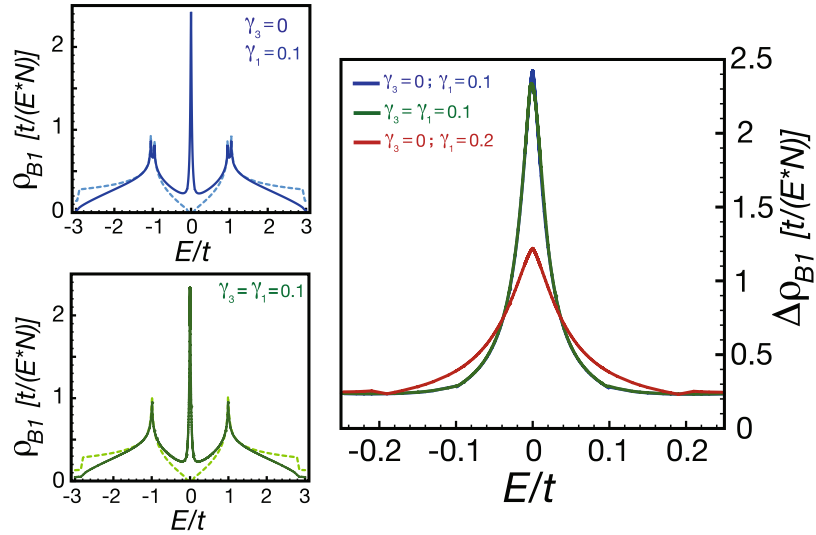 γ₃=0
γ₁=0.1
ρB1 [t/(E*N)]
2
1
0
-3 -2 -1 0 1 2 3
E/t
γ₃=γ₁=0.1
ρB1 [t/(E*N)]
2
1
0
-3 -2 -1 0 1 2 3
E/t
γ₃=0; γ₁=0.1
γ₃=γ₁=0.1
γ₃=0; γ₁=0.2
2.5
2
1.5
1
0.5
0
ΔρB1 [t/(E*N)]
-0.2 -0.1 0 0.1 0.2
E/t